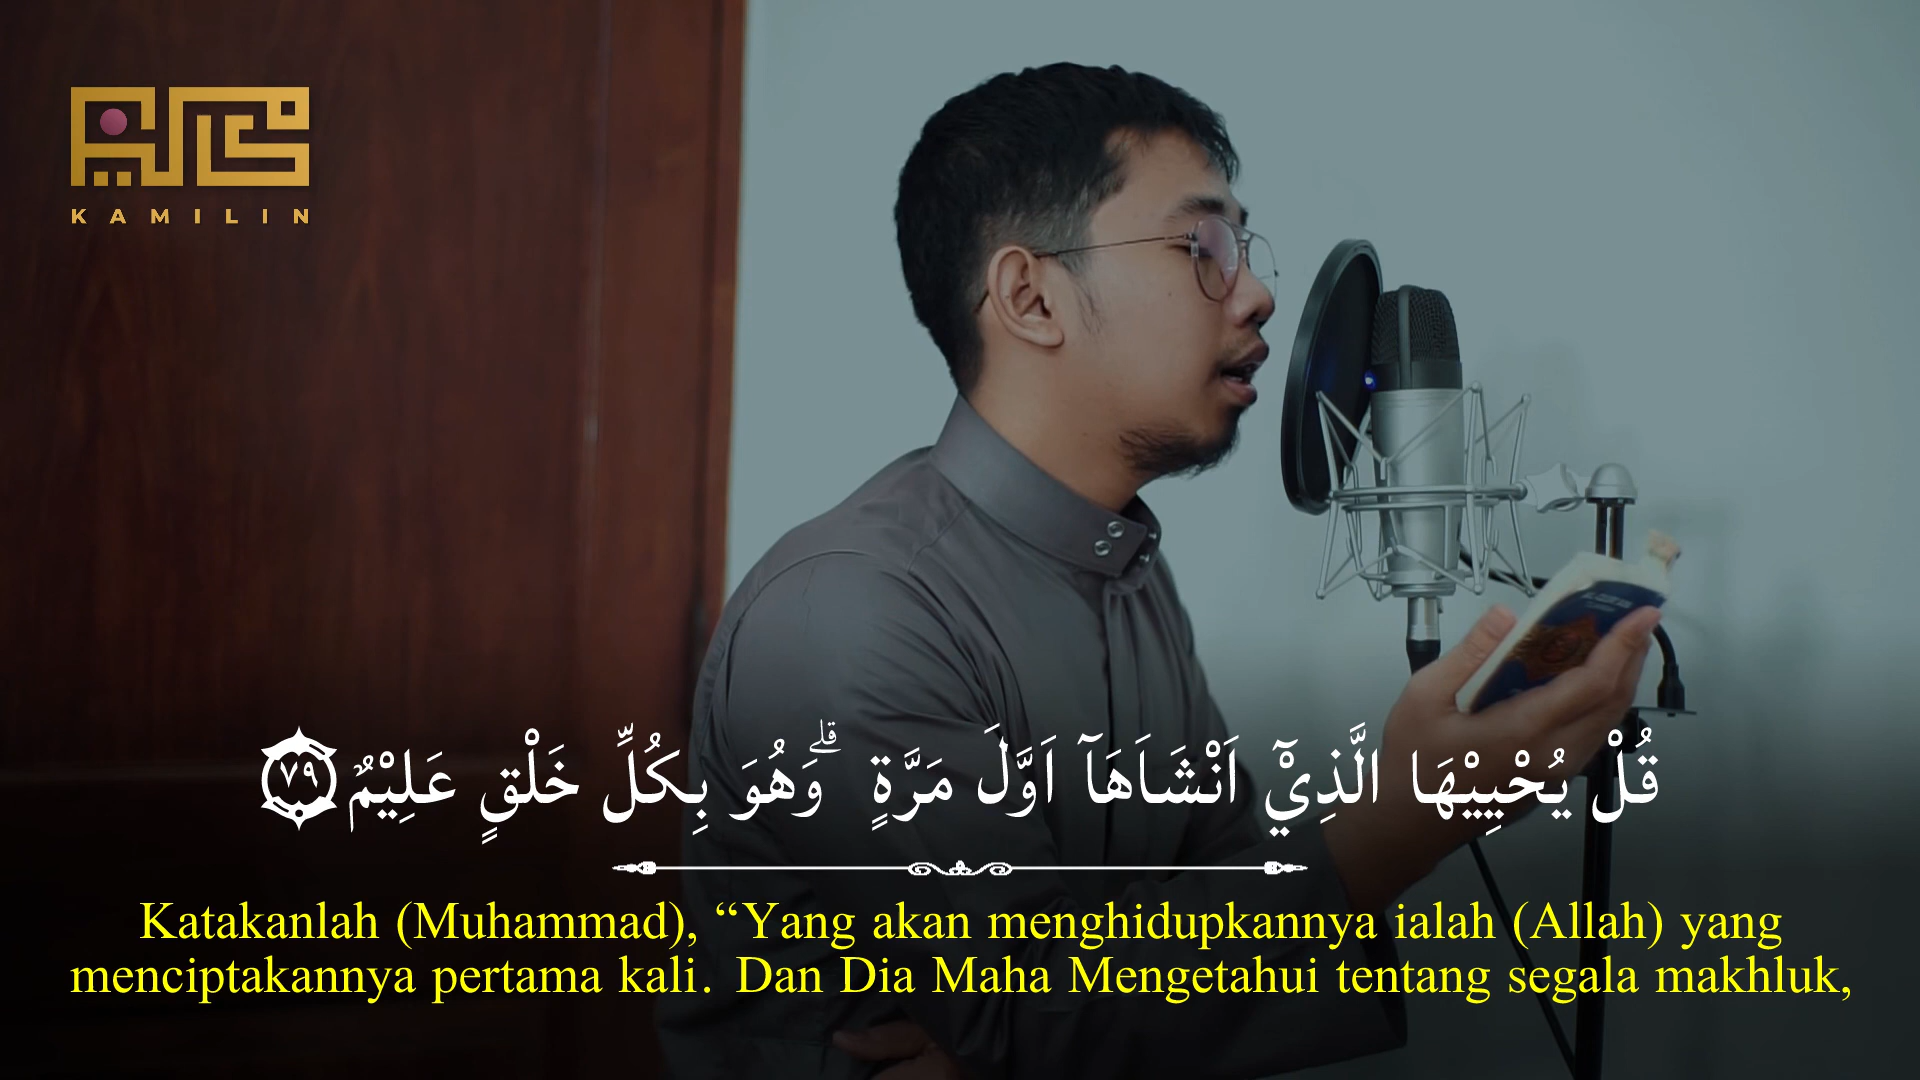 KAMILIN
قُلْ يُحْيِيْهَا الَّذِيْٓ اَنْشَاَهَآ اَوَّلَ مَرَّةٍ ۗوَهُوَ بِكُلِّ خَلْقٍ عَلِيْمٌ ٧٩
Katakanlah (Muhammad), “Yang akan menghidupkannya ialah (Allah) yang
menciptakannya pertama kali. Dan Dia Maha Mengetahui tentang segala makhluk,